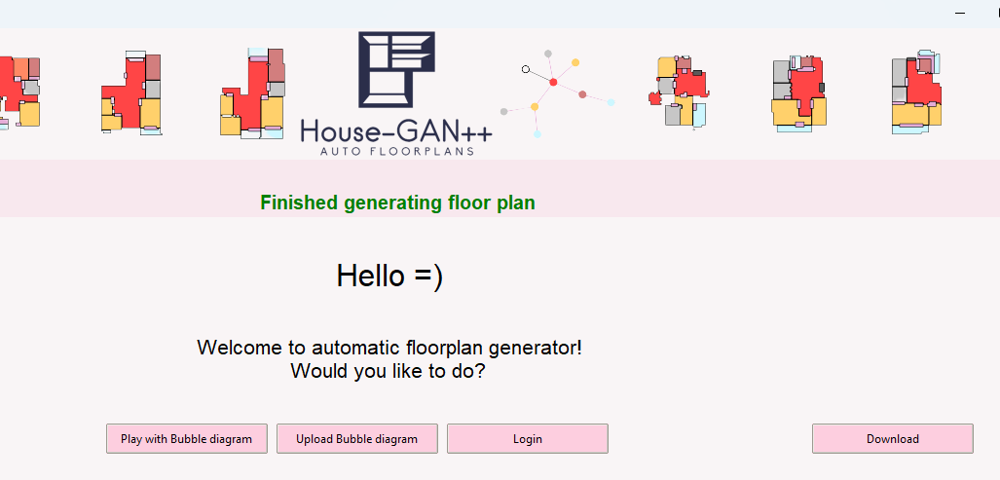 House-GAN++
AUTO FLOORPLANS
Finished generating floor plan
Hello =)
Welcome to automatic floorplan generator!
Would you like to do?
Play with Bubble diagram
Upload Bubble diagram
Login
Download